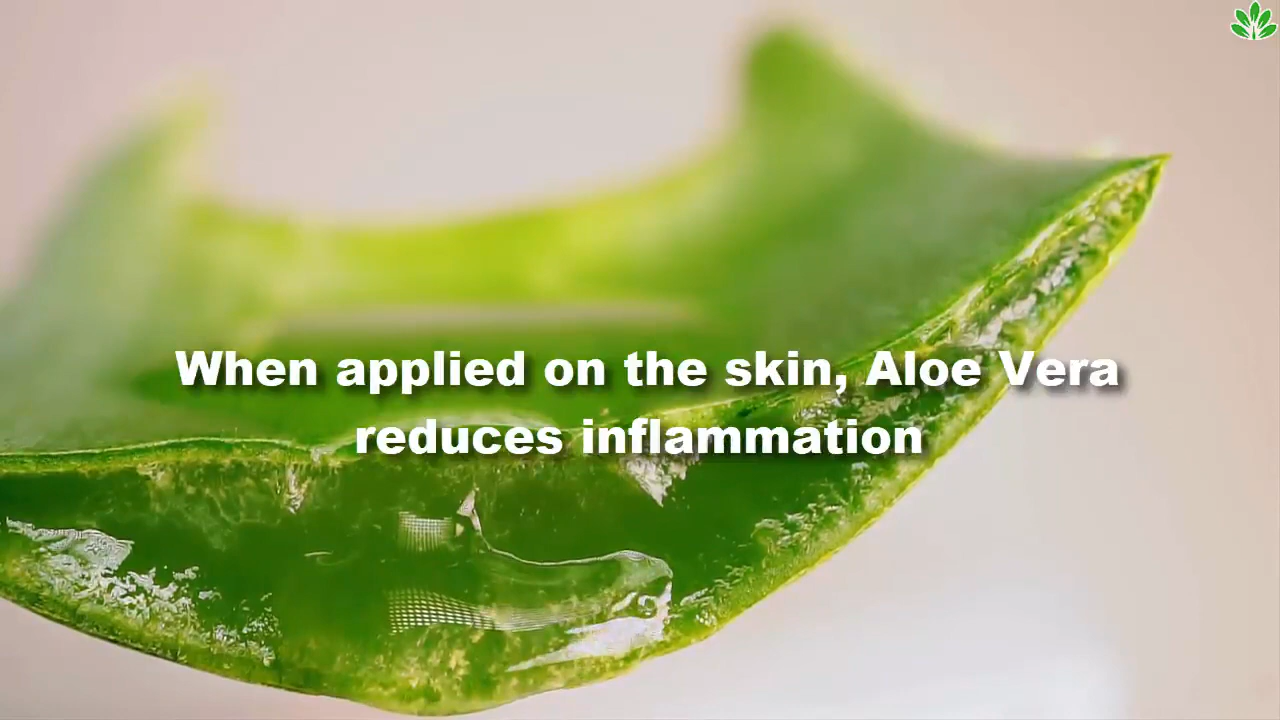 When applied on the skin, Aloe Vera
reduces inflammation